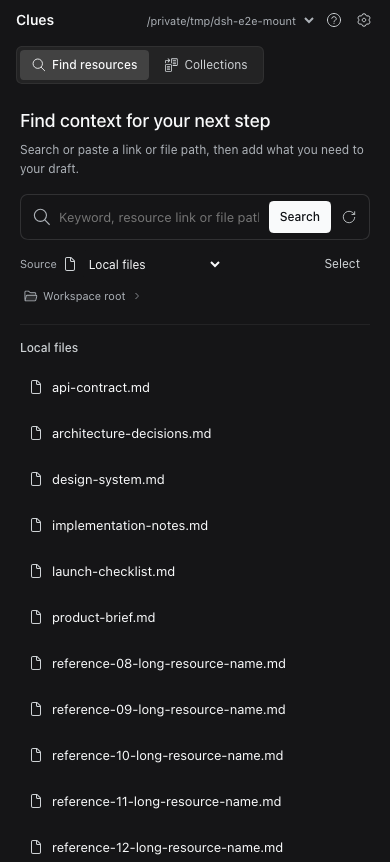 Clues
/private/tmp/dsh-e2e-mount
Find resources
Collections
Find context for your next step
Search or paste a link or file path, then add what you need to
your draft.
Keyword, resource link or file path
Search
Source
Local files
Select
Workspace root
Local files
api-contract.md
architecture-decisions.md
design-system.md
implementation-notes.md
launch-checklist.md
product-brief.md
reference-08-long-resource-name.md
reference-09-long-resource-name.md
reference-10-long-resource-name.md
reference-11-long-resource-name.md
reference-12-long-resource-name.md